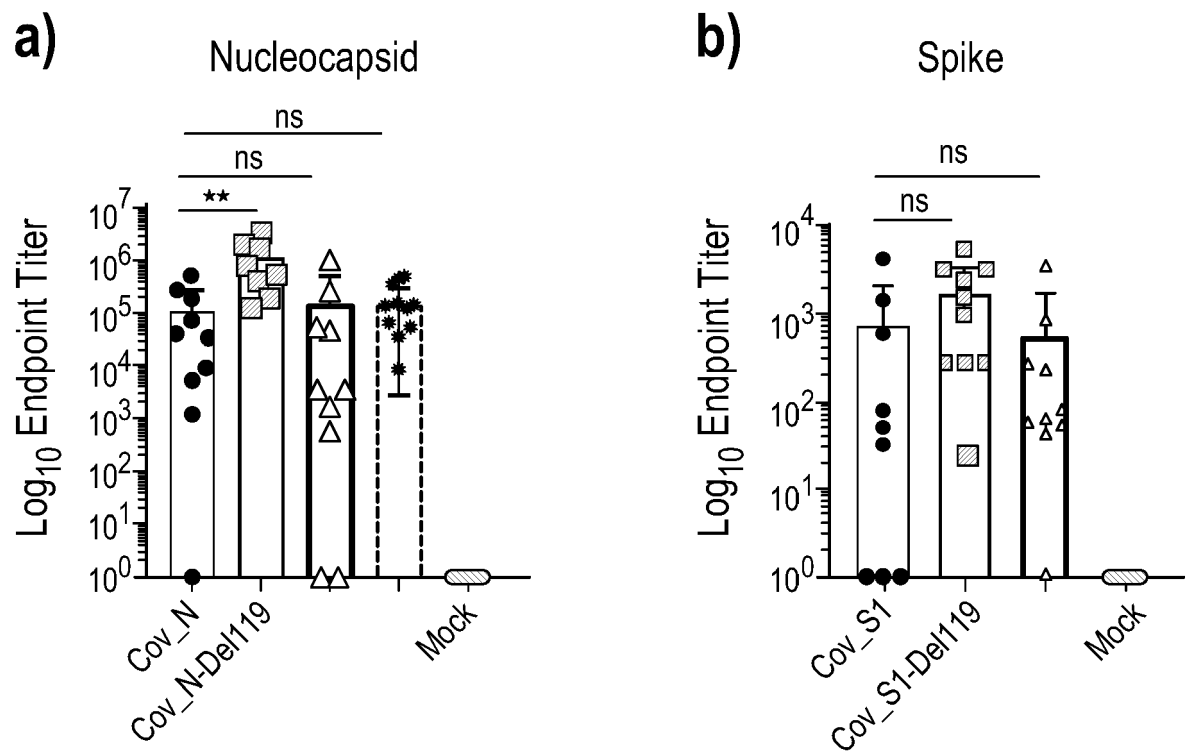 a)
Nucleocapsid
ns
ns
**
Log10 Endpoint Titer
10^7
10^6
10^5
10^4
10^3
10^2
10^1
10^0
Cov_N
Cov_N-Del119
Mock
b)
Spike
ns
ns
Log10 Endpoint Titer
10^4
10^3
10^2
10^1
10^0
Cov_S1
Cov_S1-Del119
Mock